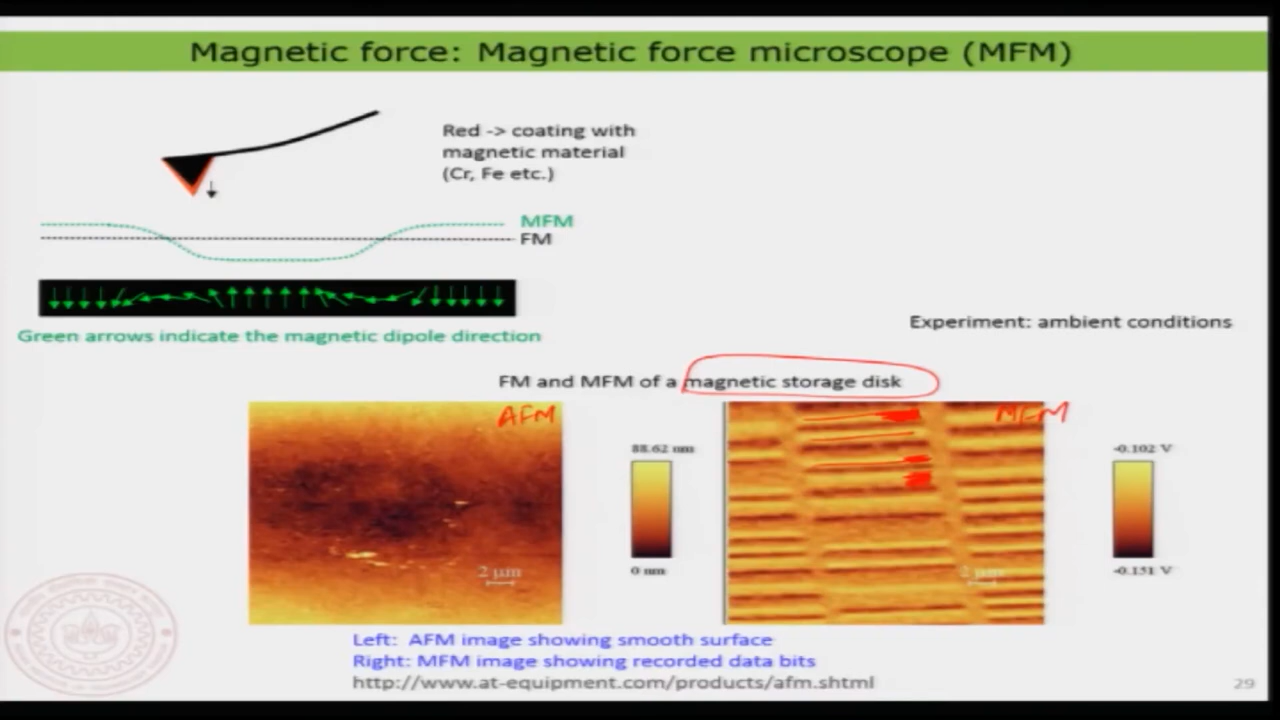 Magnetic force: Magnetic force microscope (MFM)
Red -> coating with
magnetic material
(Cr, Fe etc.)
MFM
FM
Green arrows indicate the magnetic dipole direction
Experiment: ambient conditions
FM and MFM of a magnetic storage disk
AFM
MFM
88.62 nm
0 nm
-0.102 V
-0.151 V
2 μm
2 μm
Left: AFM image showing smooth surface
Right: MFM image showing recorded data bits
http://www.at-equipment.com/products/afm.shtml
29